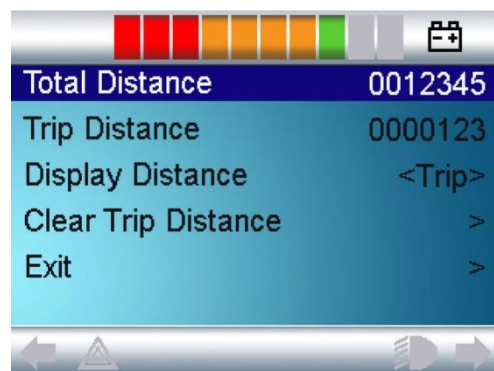 Total Distance 0012345
Trip Distance 0000123
Display Distance <Trip>
Clear Trip Distance >
Exit >